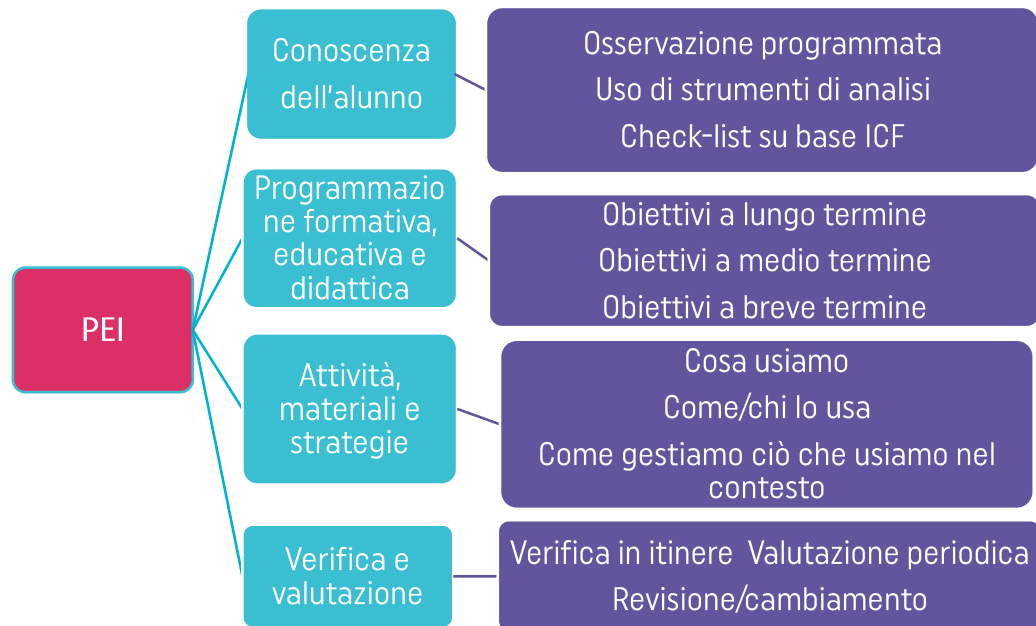 PEI
Conoscenza
dell'alunno
Osservazione programmata
Uso di strumenti di analisi
Check-list su base ICF
Programmazio
ne formativa,
educativa e
didattica
Obiettivi a lungo termine
Obiettivi a medio termine
Obiettivi a breve termine
Attività,
materiali e
strategie
Cosa usiamo
Come/chi lo usa
Come gestiamo ciò che usiamo nel
contesto
Verifica e
valutazione
Verifica in itinere  Valutazione periodica
Revisione/cambiamento